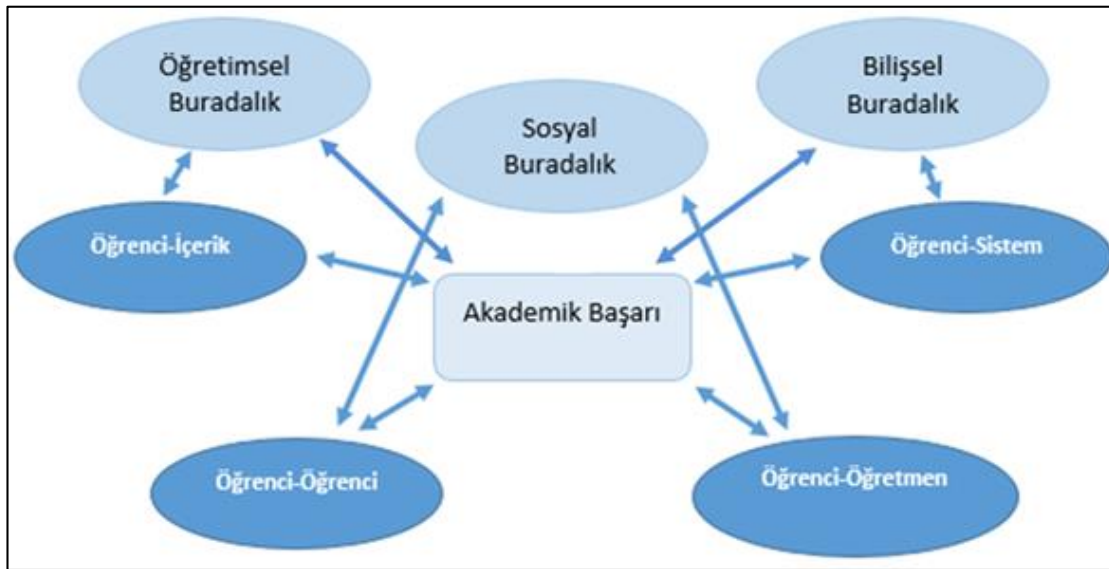 Öğretimsel
Buradalık
Sosyal
Buradalık
Bilişsel
Buradalık
Öğrenci-İçerik
Öğrenci-Sistem
Akademik Başarı
Öğrenci-Öğrenci
Öğrenci-Öğretmen